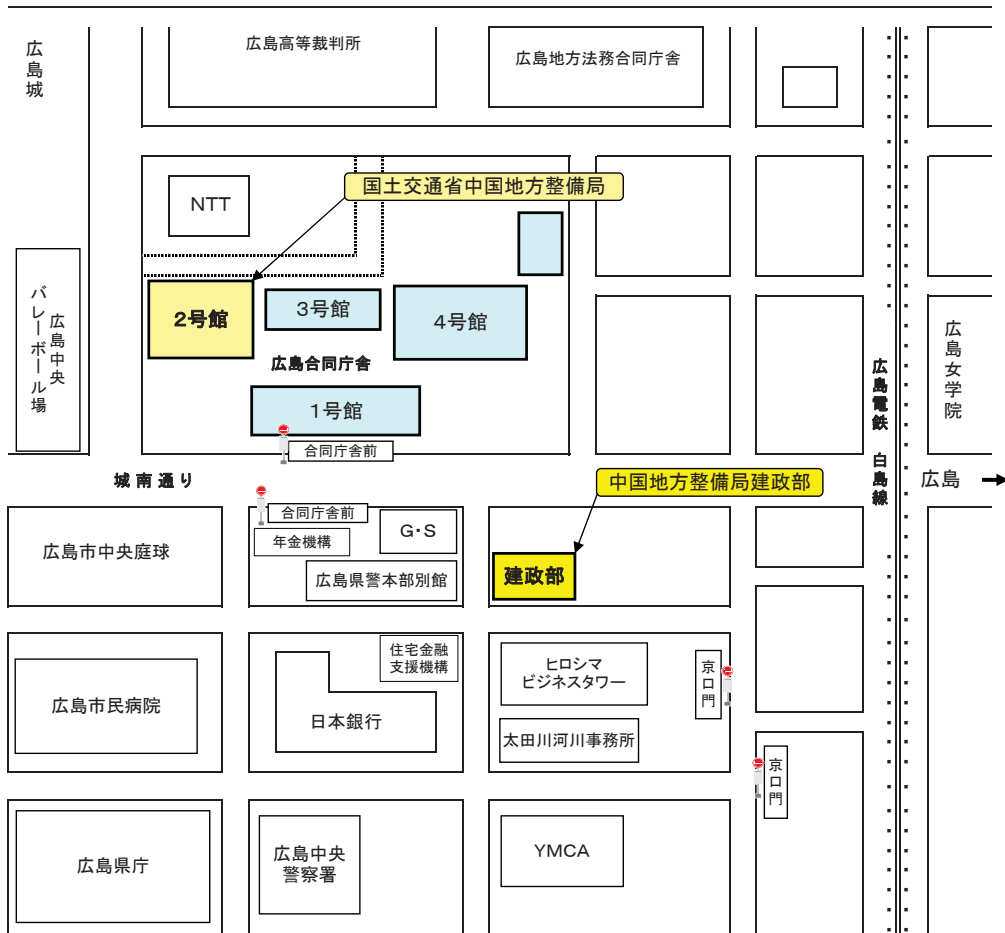 広島城
広島高等裁判所
広島地方法務合同庁舎
NTT
国土交通省中国地方整備局
2号館
3号館
4号館
広島合同庁舎
1号館
合同庁舎前
広島中央
バレーボール場
広島女学院
広島電鉄 白島線
城南通り
中国地方整備局建政部
広島 →
広島市中央庭球
合同庁舎前
年金機構
G・S
広島県警本部別館
建政部
広島市民病院
住宅金融
支援機構
日本銀行
ヒロシマ
ビジネスタワー
太田川河川事務所
京口門
京口門
広島県庁
広島中央
警察署
YMCA